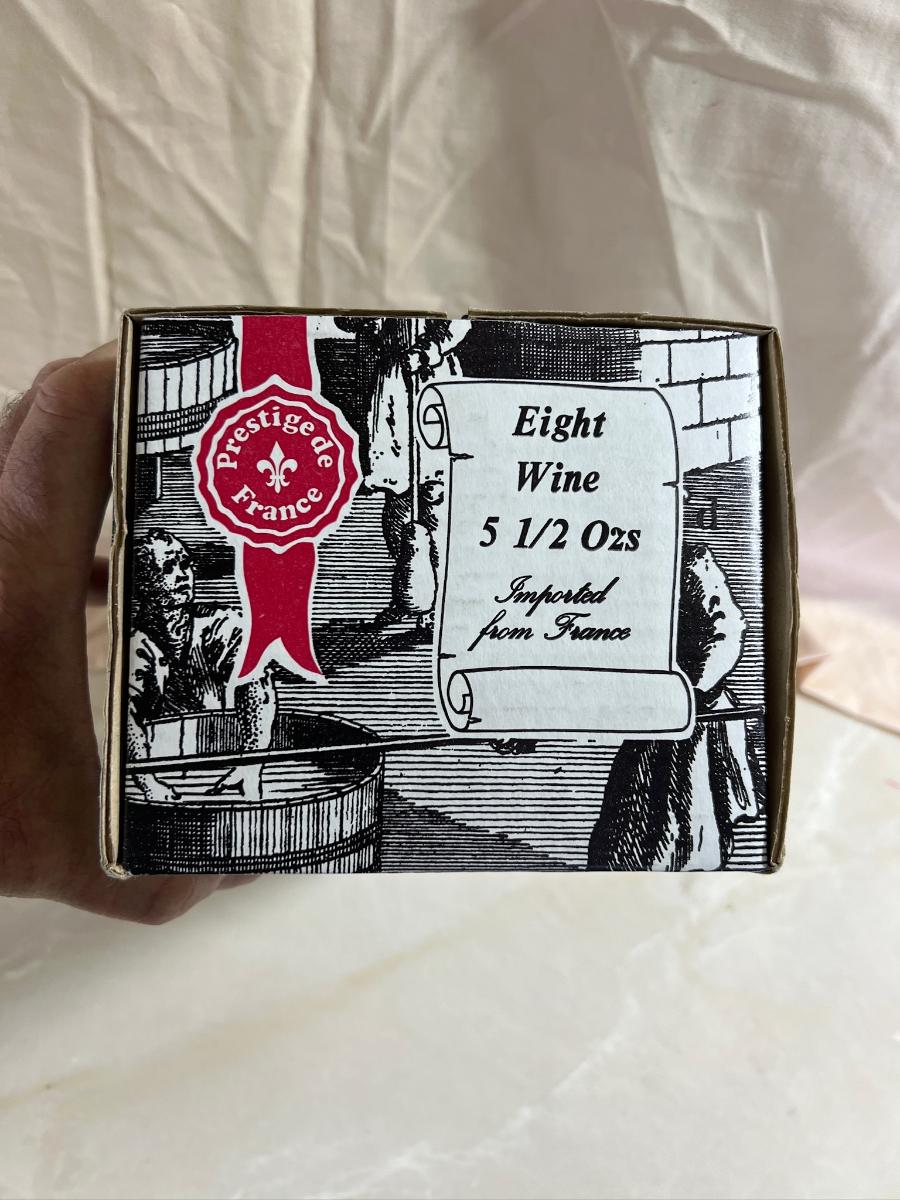 Prestige de
France
Eight
Wine
5 1/2 Ozs
Imported
from France
d